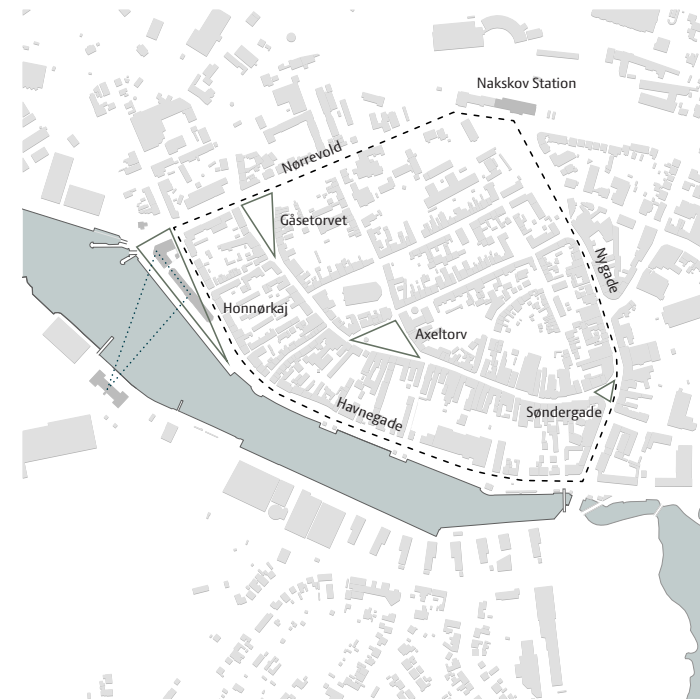 Nakskov Station
Nørrevold
Gåsetorvet
Nygade
Honnørkaj
Axeltorv
Havnegade
Søndergade